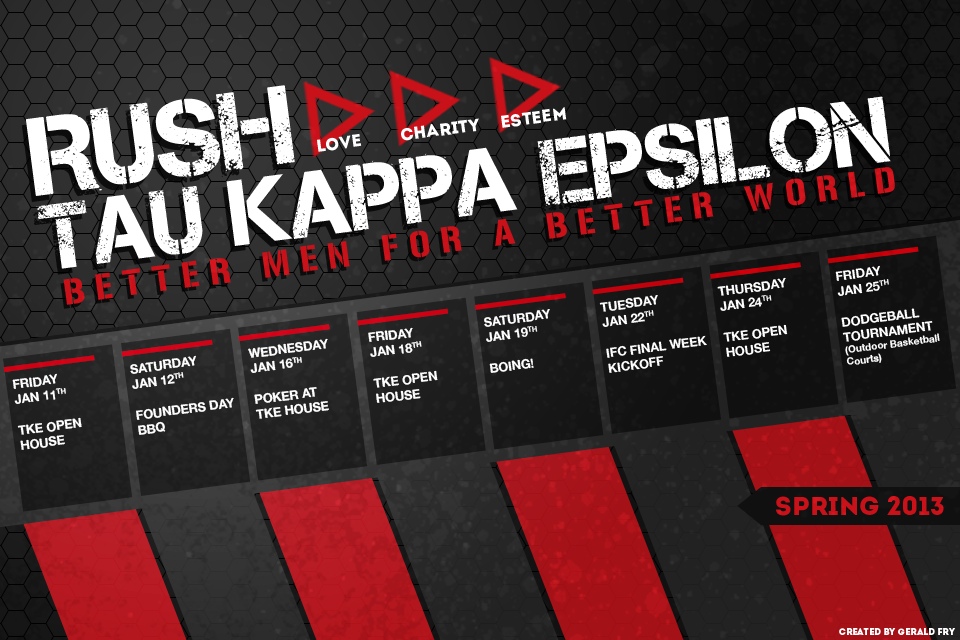 RUSH
LOVE
CHARITY
ESTEEM
TAU KAPPA EPSILON
BETTER MEN FOR A BETTER WORLD
FRIDAY
JAN 11TH
TKE OPEN
HOUSE
SATURDAY
JAN 12TH
FOUNDERS DAY
BBQ
WEDNESDAY
JAN 16TH
POKER AT
TKE HOUSE
FRIDAY
JAN 18TH
TKE OPEN
HOUSE
SATURDAY
JAN 19TH
BOING!
TUESDAY
JAN 22TH
IFC FINAL WEEK
KICKOFF
THURSDAY
JAN 24TH
TKE OPEN
HOUSE
FRIDAY
JAN 25TH
DODGEBALL
TOURNAMENT
(Outdoor Basketball
Courts)
SPRING 2013
CREATED BY GERALD FRY